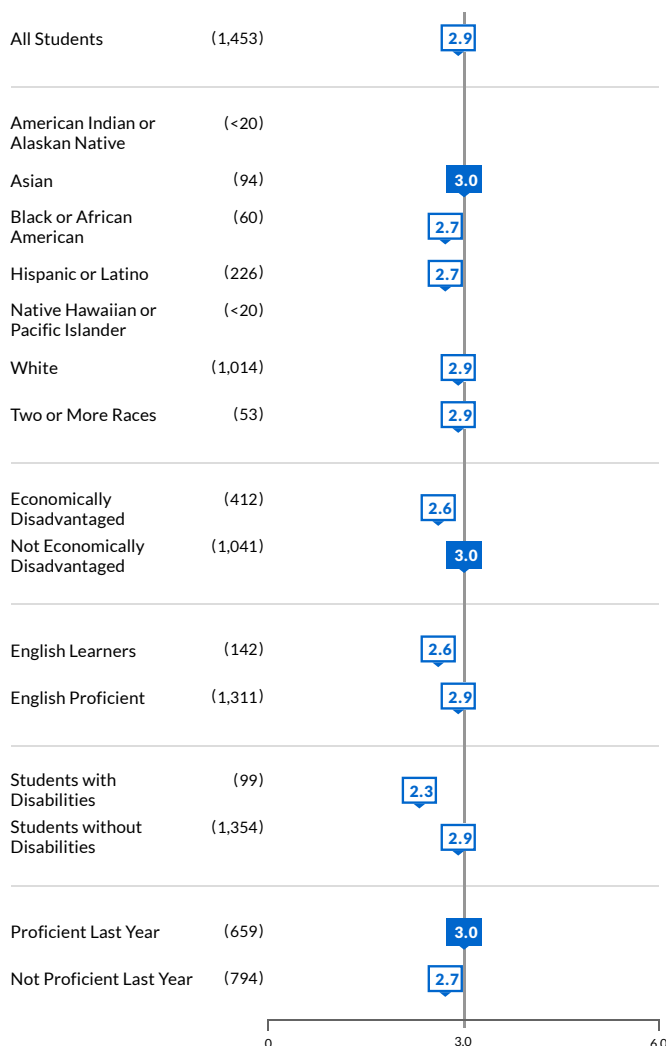 All Students (1,453) 2.9
American Indian or (<20)
Alaskan Native
Asian (94) 3.0
Black or African (60) 2.7
American
Hispanic or Latino (226) 2.7
Native Hawaiian or (<20)
Pacific Islander
White (1,014) 2.9
Two or More Races (53) 2.9
Economically (412) 2.6
Disadvantaged
Not Economically (1,041) 3.0
Disadvantaged
English Learners (142) 2.6
English Proficient (1,311) 2.9
Students with (99) 2.3
Disabilities
Students without (1,354) 2.9
Disabilities
Proficient Last Year (659) 3.0
Not Proficient Last Year (794) 2.7
0 3.0 6.0